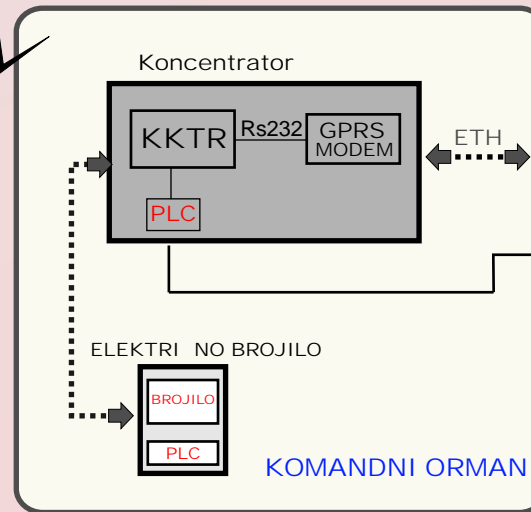 Koncentrator
KKTR
Rs232
GPRS
MODEM
ETH
PLC
ELEKTRI NO BROJILO
BROJILO
PLC
KOMANDNI ORMAN